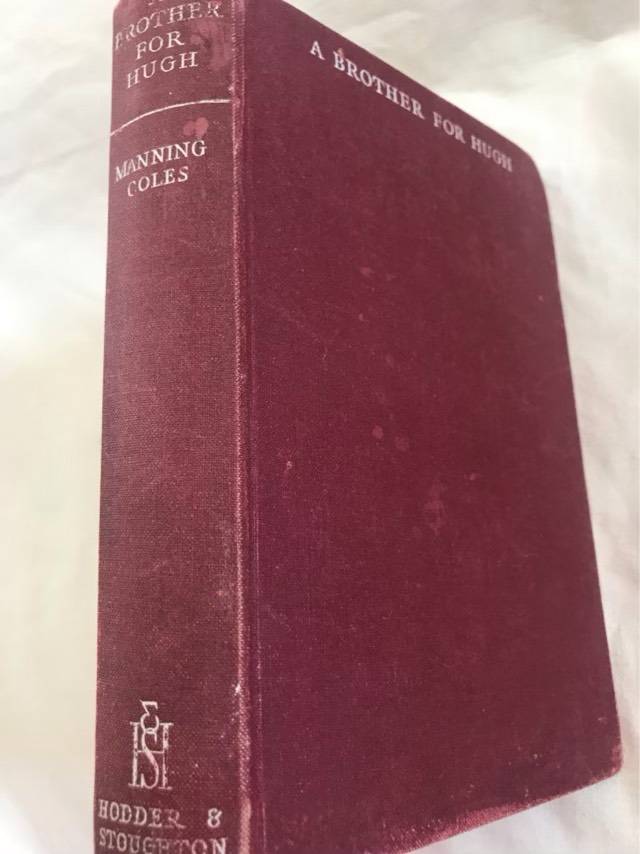 BROTHER
FOR
HUGH
MANNING
COLES
H&S
HODDER &
STOUGHTON
A BROTHER FOR HUGH